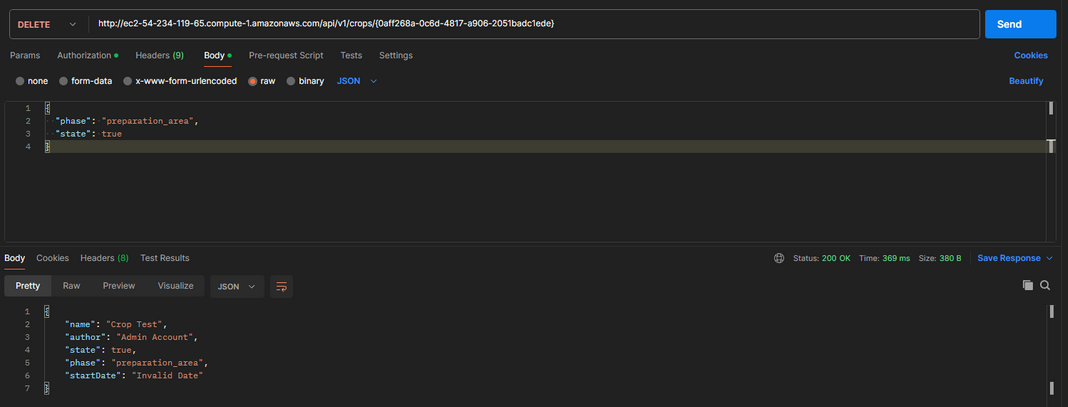 DELETE http://ec2-54-234-119-65.compute-1.amazonaws.com/api/v1/crops/{0aff268a-0c6d-4817-a906-2051badc1ede} Send
Params Authorization Headers (9) Body Pre-request Script Tests Settings Cookies
none form-data x-www-form-urlencoded raw binary JSON Beautify
1 {
2 "phase": "preparation_area",
3 "state": true
4 }
Body Cookies Headers (8) Test Results Status: 200 OK Time: 369 ms Size: 380 B Save Response
Pretty Raw Preview Visualize JSON
1 {
2 "name": "Crop Test",
3 "author": "Admin Account",
4 "state": true,
5 "phase": "preparation_area",
6 "startDate": "Invalid Date"
7 }